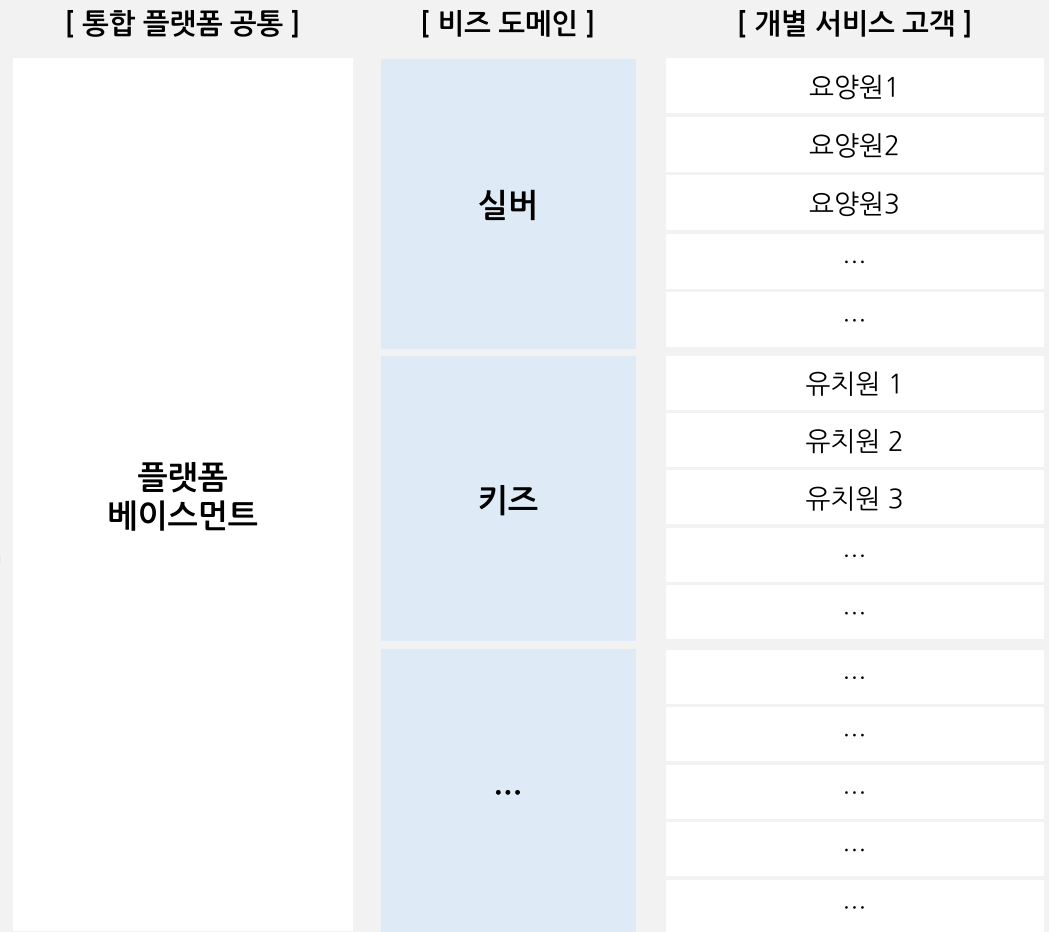 [ 통합 플랫폼 공통 ]
[ 비즈 도메인 ]
[ 개별 서비스 고객 ]
플랫폼
베이스먼트
실버
요양원1
요양원2
요양원3
...
...
키즈
유치원 1
유치원 2
유치원 3
...
...
...
...
...
...
...
...